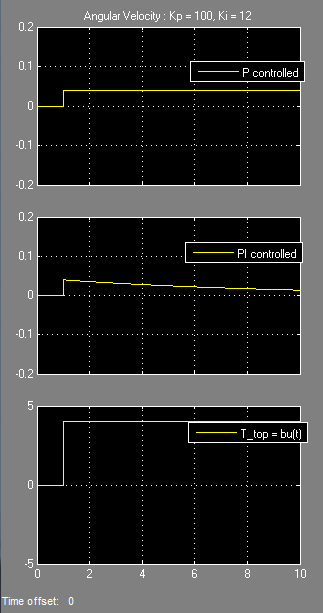 Angular Velocity : Kp = 100, Ki = 12
0.2
0.1
0
-0.1
-0.2
P controlled
0.2
0.1
0
-0.1
-0.2
PI controlled
5
0
-5
T_top = bu(t)
0 2 4 6 8 10
Time offset: 0